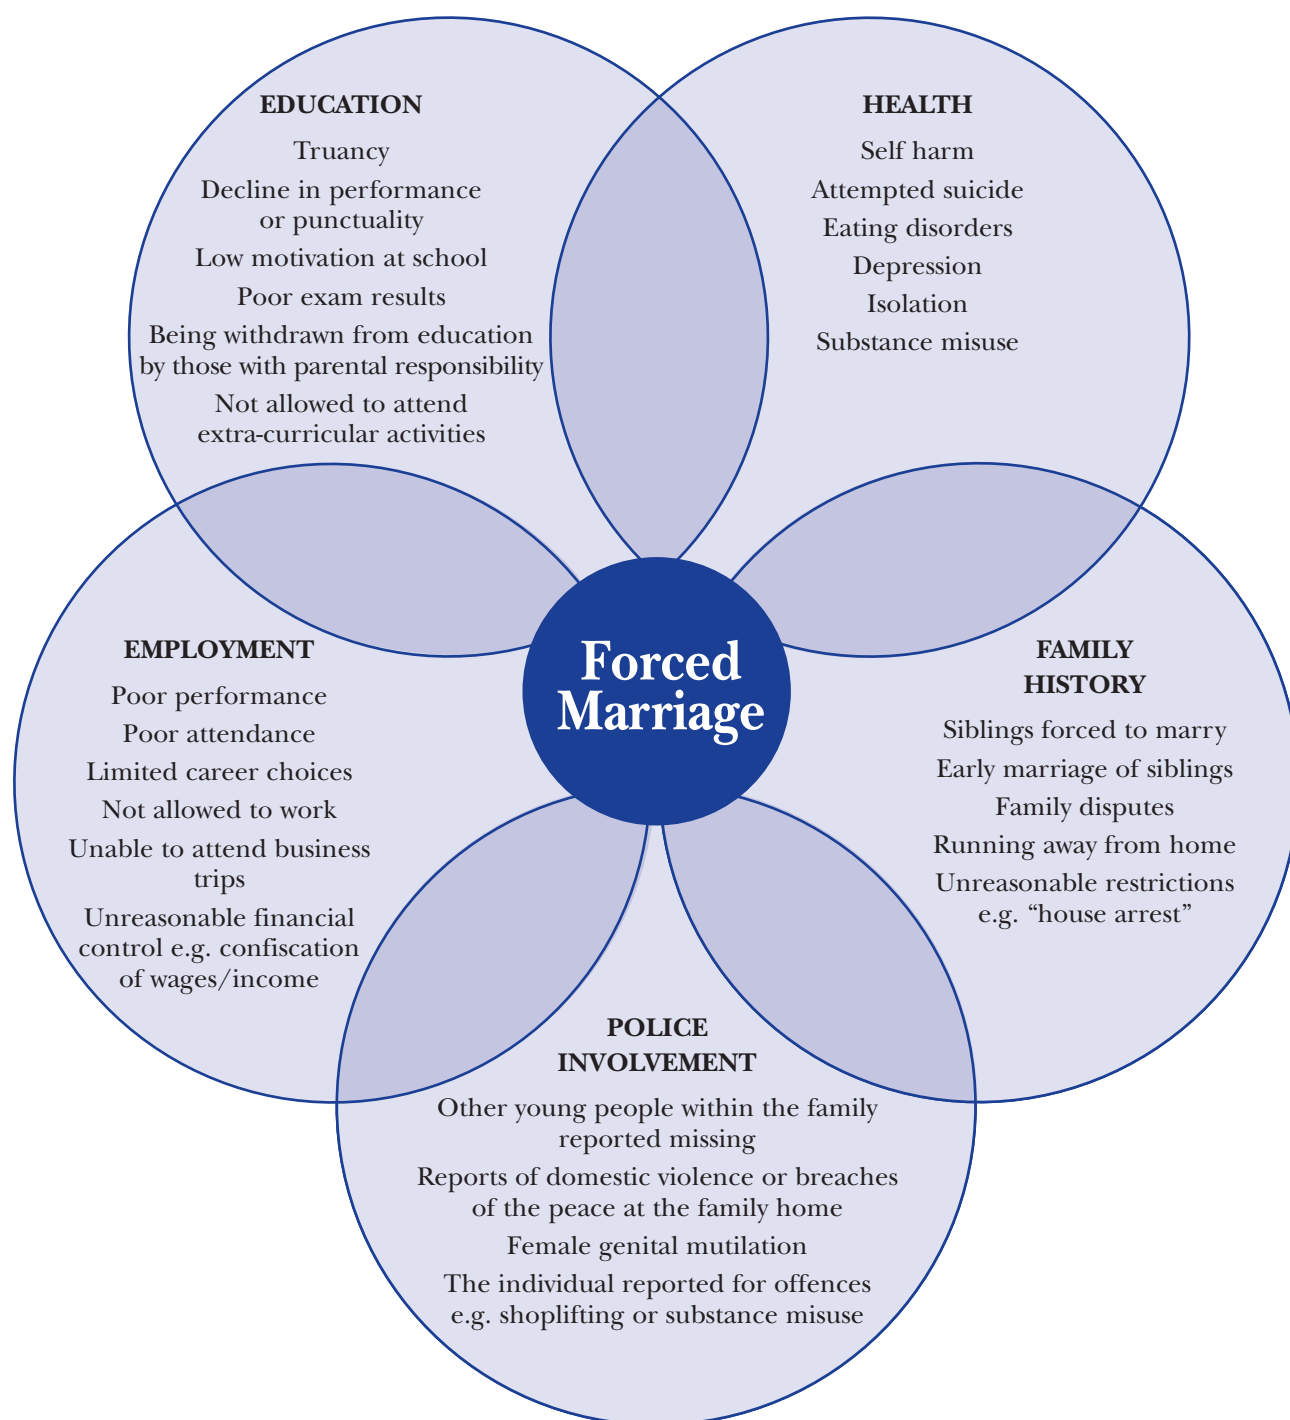 EDUCATION
Truancy
Decline in performance
or punctuality
Low motivation at school
Poor exam results
Being withdrawn from education
by those with parental responsibility
Not allowed to attend
extra-curricular activities
HEALTH
Self harm
Attempted suicide
Eating disorders
Depression
Isolation
Substance misuse
Forced
Marriage
EMPLOYMENT
Poor performance
Poor attendance
Limited career choices
Not allowed to work
Unable to attend business
trips
Unreasonable financial
control e.g. confiscation
of wages/income
FAMILY
HISTORY
Siblings forced to marry
Early marriage of siblings
Family disputes
Running away from home
Unreasonable restrictions
e.g. “house arrest”
POLICE
INVOLVEMENT
Other young people within the family
reported missing
Reports of domestic violence or breaches
of the peace at the family home
Female genital mutilation
The individual reported for offences
e.g. shoplifting or substance misuse